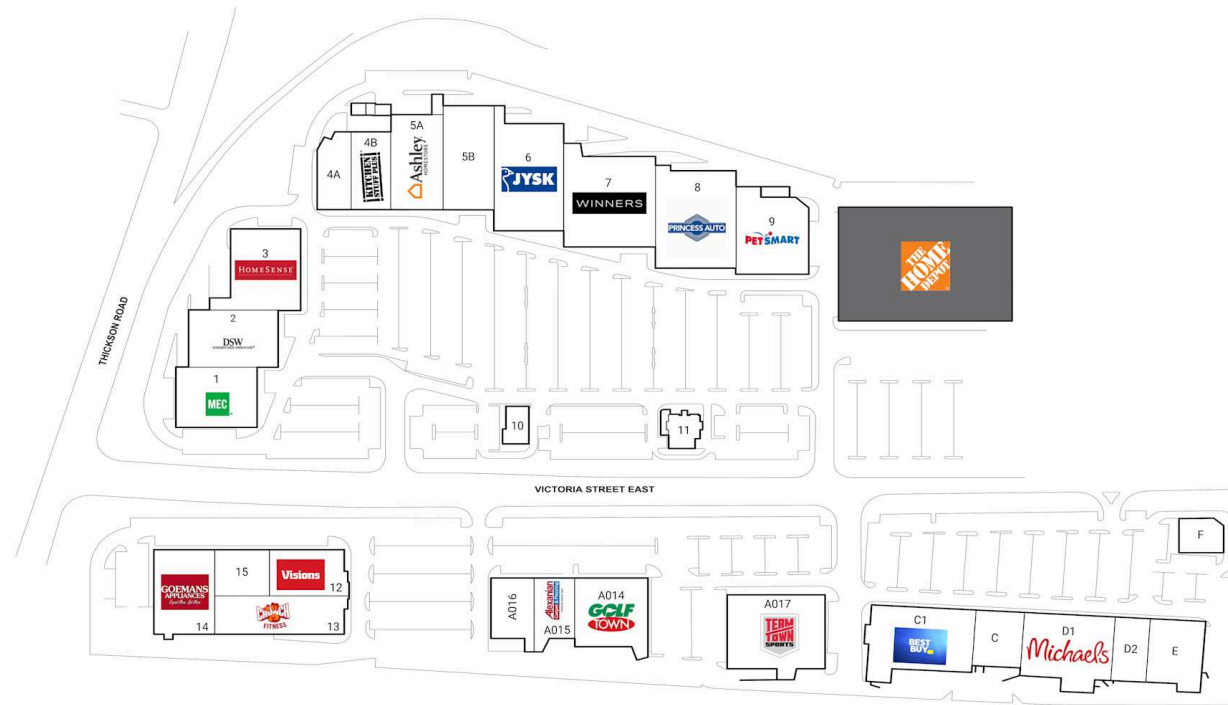 5A
4B
4A
KITCHEN
STUFF PLUS
Ashley
HOMESTORE
5B
6
JYSK
7
WINNERS
8
PRINCESS AUTO
9
PETSMART
THE
HOME
DEPOT
3
HOMESENSE
2
DSW
1
MEC
THICKSON ROAD
10
11
VICTORIA STREET EAST
F
GOEMANS
APPLIANCES
14
15
Visions
12
CRUNCH
FITNESS
13
A016
Alexanian
A015
A014
GOLF
TOWN
A017
TEAM
TOWN
SPORTS
C1
BEST
BUY
C
D1
Michaels
D2
E